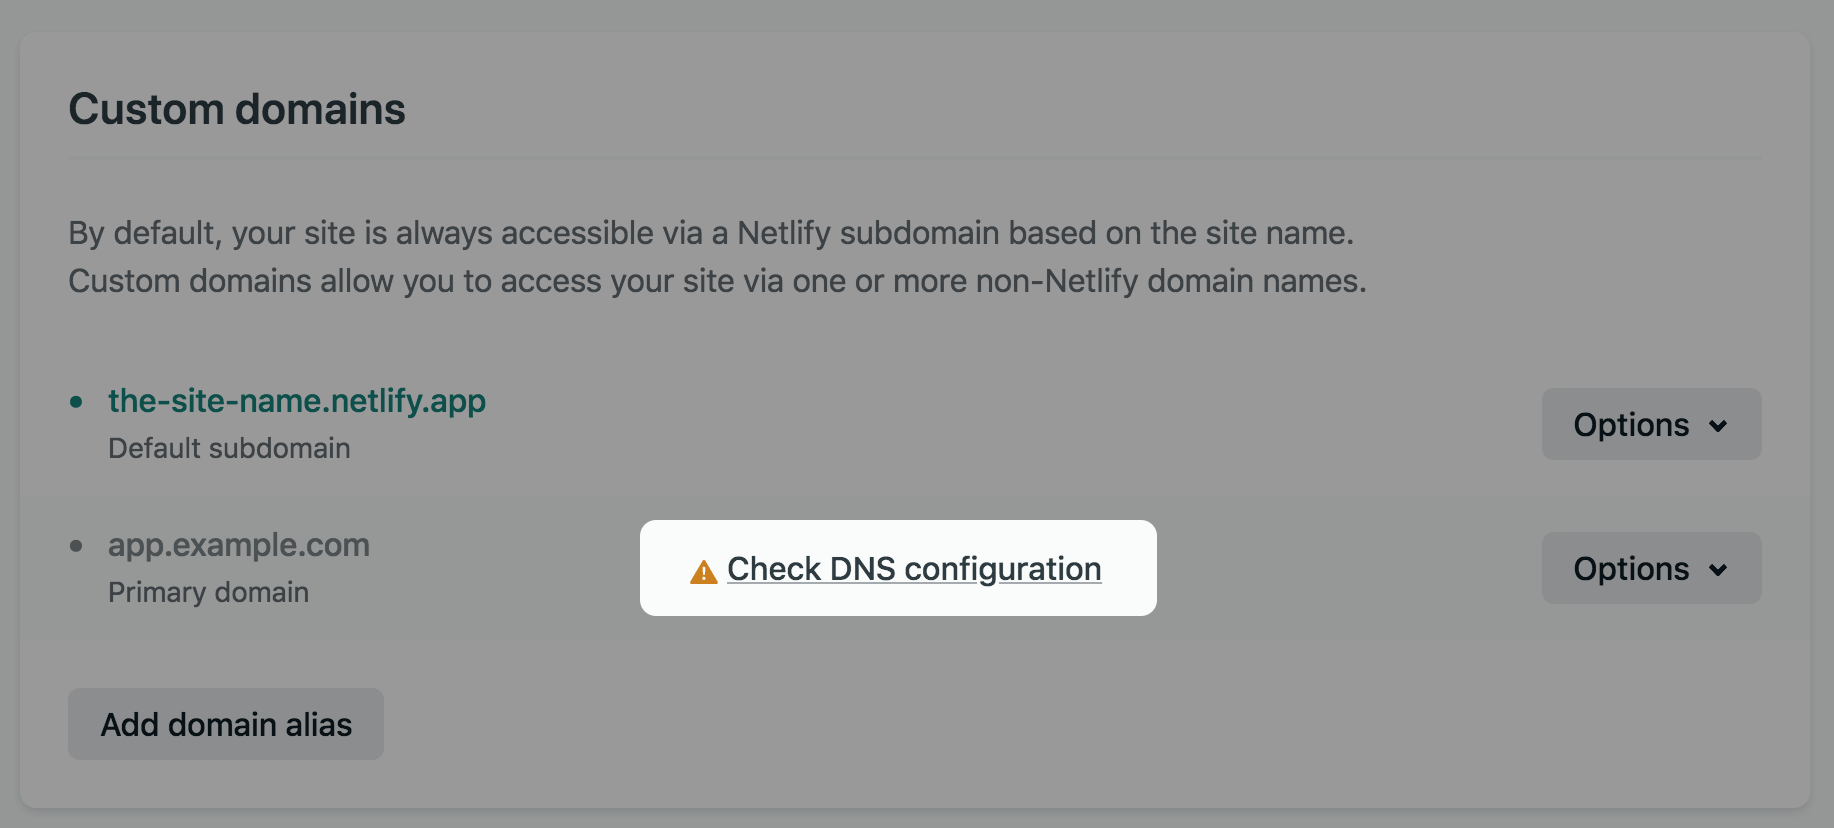 Custom domains
By default, your site is always accessible via a Netlify subdomain based on the site name.
Custom domains allow you to access your site via one or more non-Netlify domain names.
the-site-name.netlify.app
Default subdomain
Options
app.example.com
Primary domain
Check DNS configuration
Options
Add domain alias